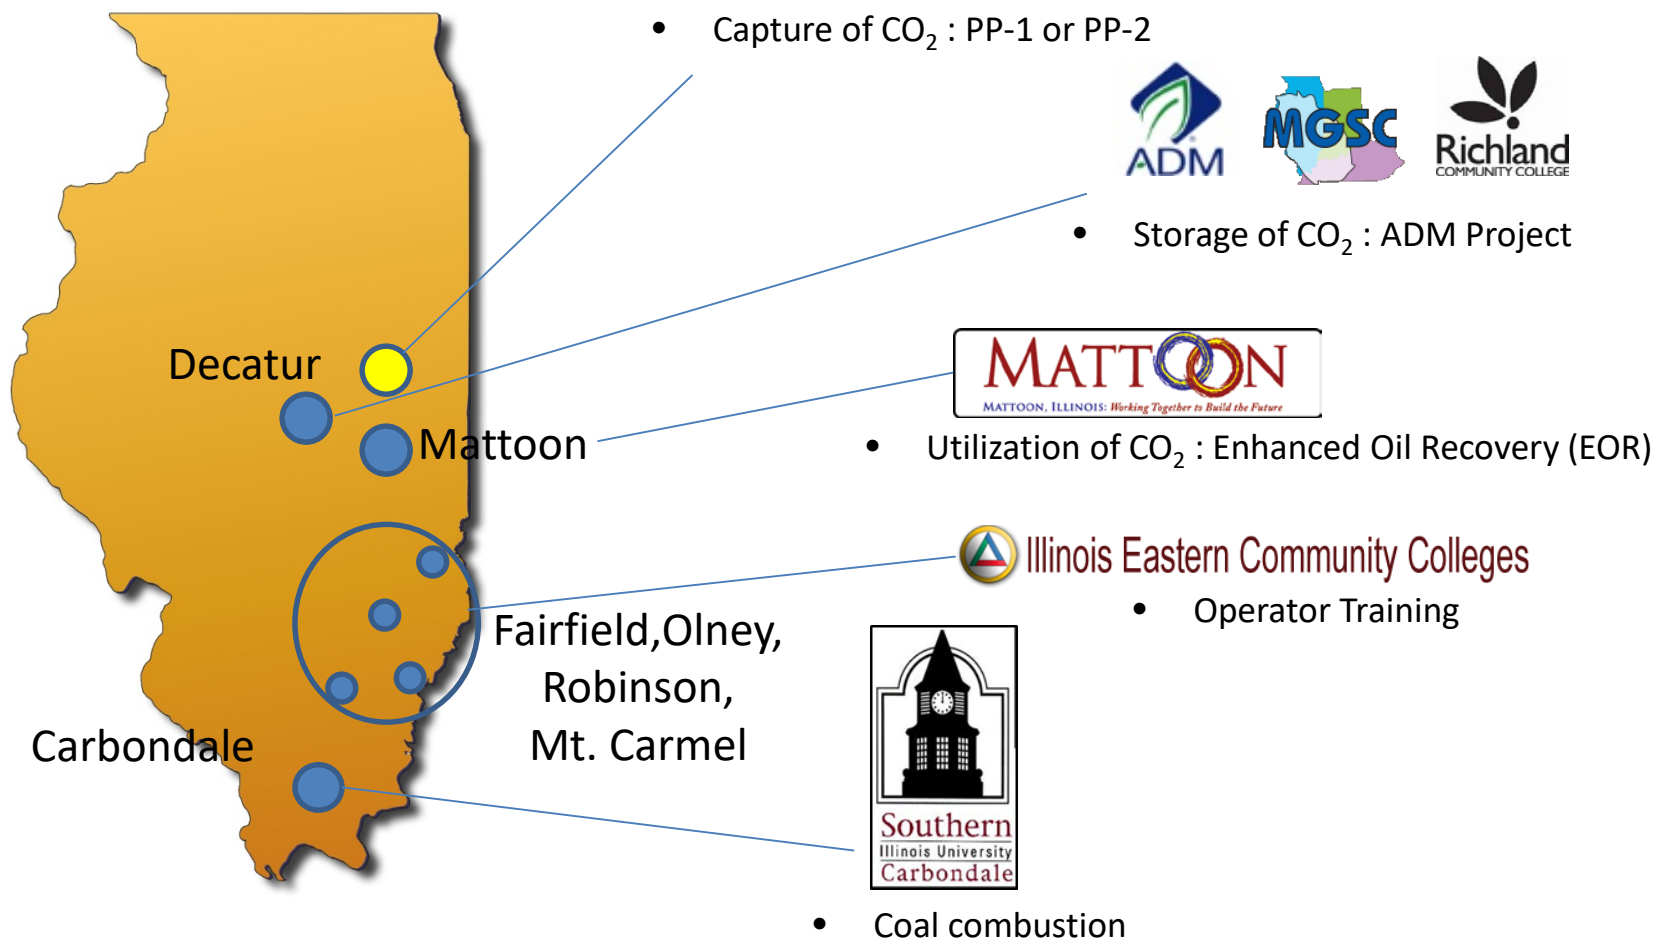 • Capture of CO₂ : PP-1 or PP-2
ADM
MGSC
Richland
COMMUNITY COLLEGE
• Storage of CO₂ : ADM Project
Decatur
MATTOON
MATTOON, ILLINOIS: Working Together to Build the Future
Mattoon
• Utilization of CO₂ : Enhanced Oil Recovery (EOR)
Illinois Eastern Community Colleges
• Operator Training
Fairfield,Olney,
Robinson,
Mt. Carmel
Carbondale
Southern
Illinois University
Carbondale
• Coal combustion